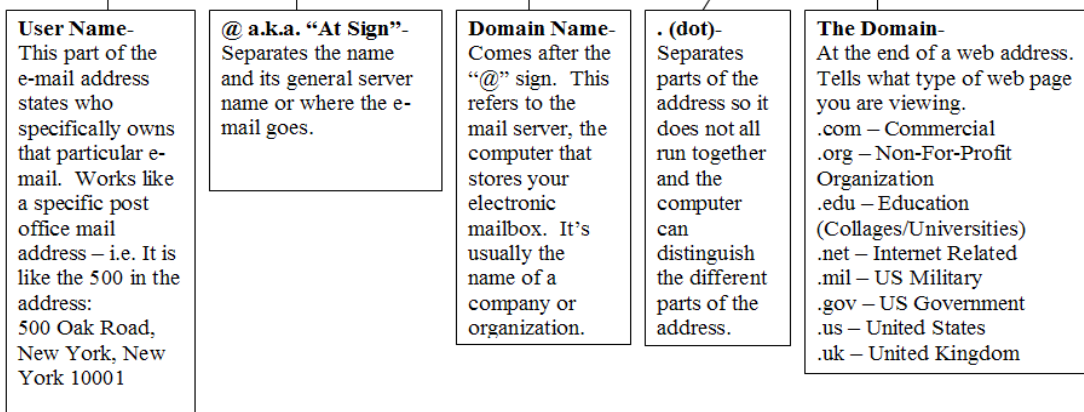 User Name-
This part of the
e-mail address
states who
specifically owns
that particular e-
mail.  Works like
a specific post
office mail
address – i.e. It is
like the 500 in the
address:
500 Oak Road,
New York, New
York 10001
@ a.k.a. “At Sign”-
Separates the name
and its general server
name or where the e-
mail goes.
Domain Name-
Comes after the
“@” sign.  This
refers to the
mail server, the
computer that
stores your
electronic
mailbox.  It’s
usually the
name of a
company or
organization.
. (dot)-
Separates
parts of the
address so it
does not all
run together
and the
computer
can
distinguish
the different
parts of the
address.
The Domain-
At the end of a web address.
Tells what type of web page
you are viewing.
.com – Commercial
.org – Non-For-Profit
Organization
.edu – Education
(Collages/Universities)
.net – Internet Related
.mil – US Military
.gov – US Government
.us – United States
.uk – United Kingdom